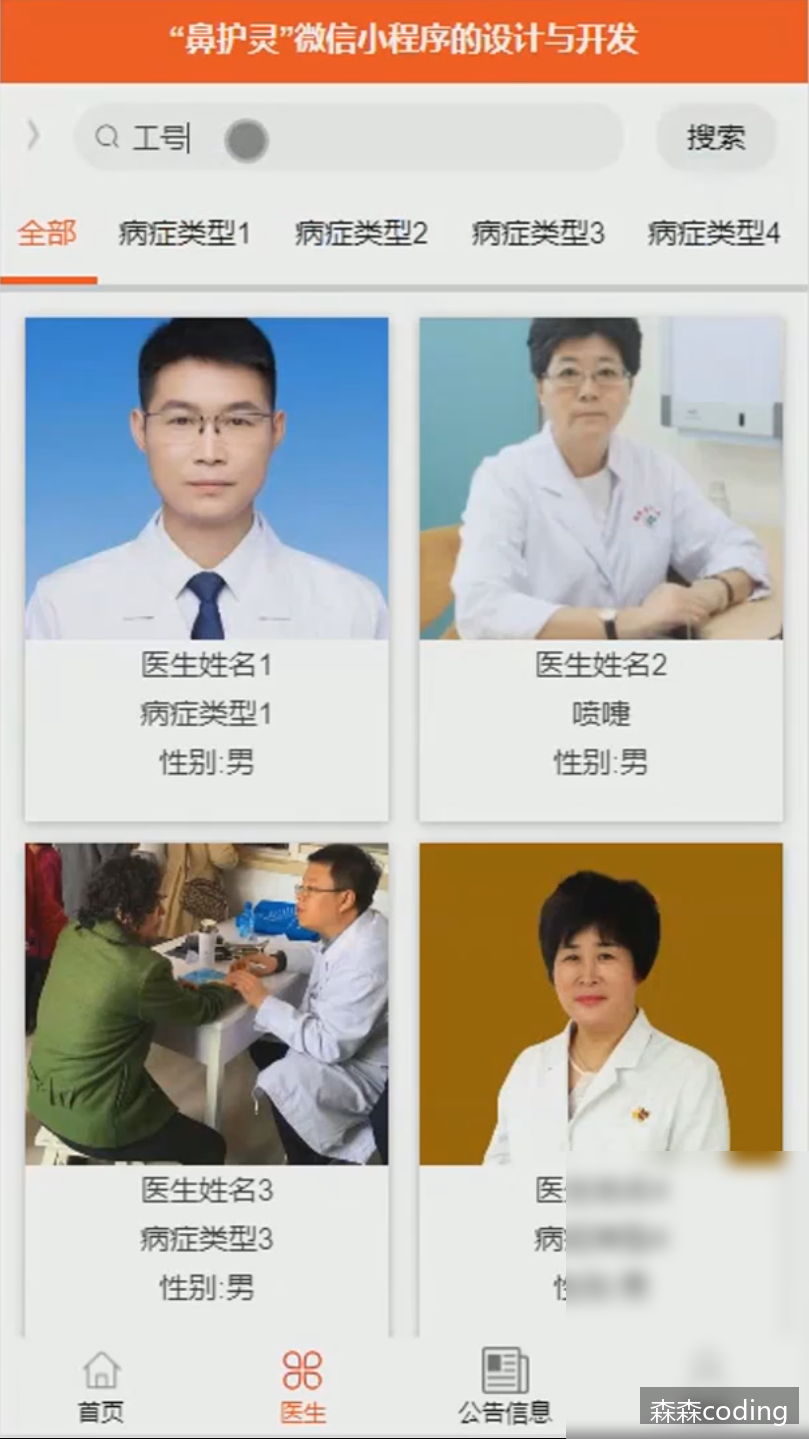 “鼻护灵”微信小程序的设计与开发
工号
搜索
全部 病症类型1 病症类型2 病症类型3 病症类型4
医生姓名1
病症类型1
性别:男
医生姓名2
喷嚏
性别:男
医生姓名3
病症类型3
性别:男
医
病
首页
医生
公告信息
森森coding